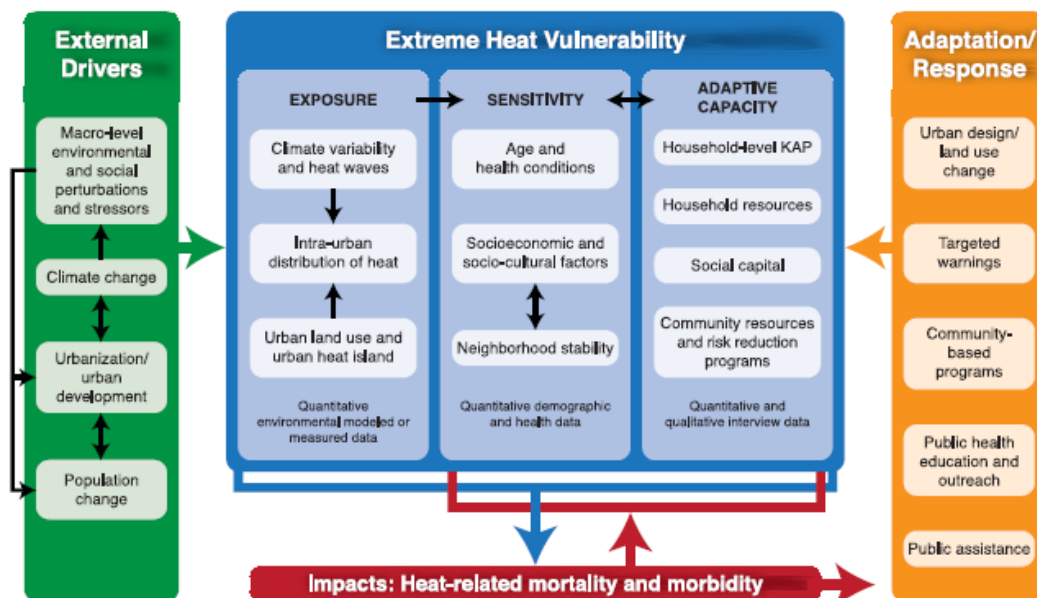 External
Drivers
Macro-level
environmental
and social
perturbations
and stressors
Climate change
Urbanization/
urban
development
Population
change
Extreme Heat Vulnerability
EXPOSURE
Climate variability
and heat waves
Intra-urban
distribution of heat
Urban land use and
urban heat island
Quantitative
environmental modeled or
measured data
SENSITIVITY
Age and
health conditions
Socioeconomic and
socio-cultural factors
Neighborhood stability
Quantitative demographic
and health data
ADAPTIVE
CAPACITY
Household-level KAP
Household resources
Social capital
Community resources
and risk reduction
programs
Quantitative and
qualitative interview data
Adaptation/
Response
Urban design/
land use
change
Targeted
warnings
Community-
based
programs
Public health
education and
outreach
Public assistance
Impacts: Heat-related mortality and morbidity